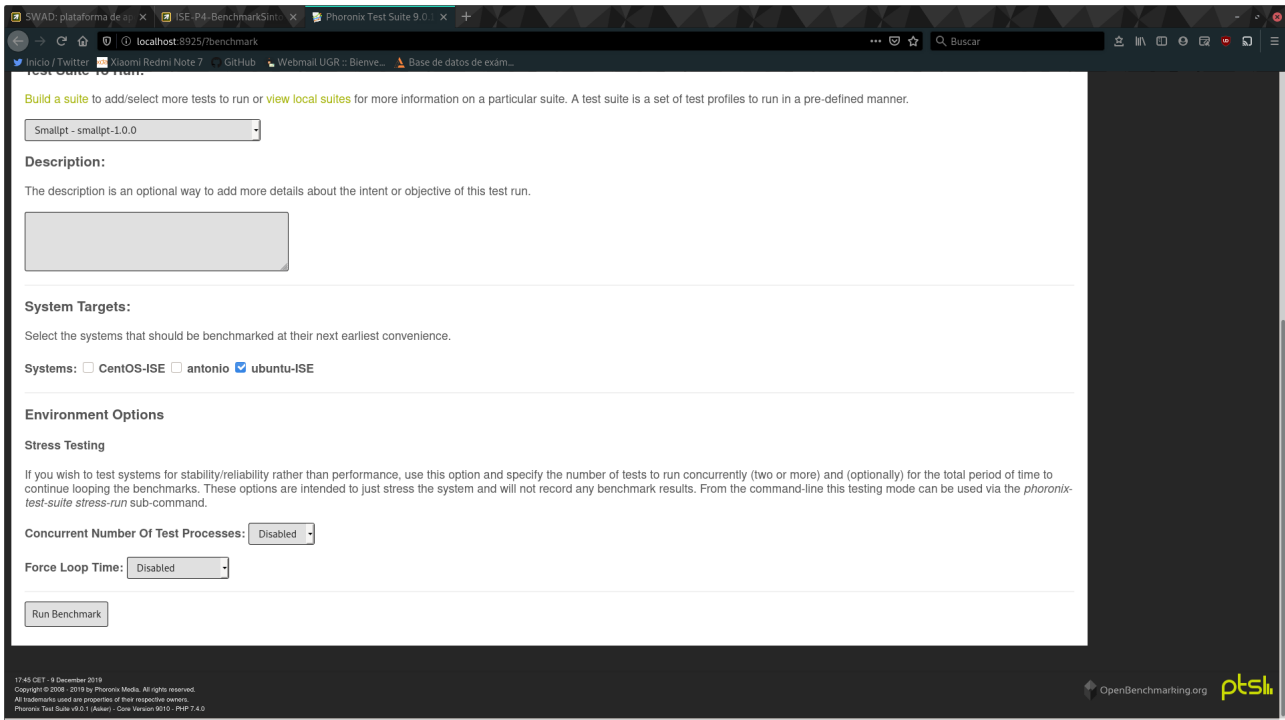 SWAD: plataforma de ap
ISE-P4-BenchmarkSinto
Phoronix Test Suite 9.0.1
localhost:8925/?benchmark
Buscar
Inicio / Twitter
Xiaomi Redmi Note 7
GitHub
Webmail UGR :: Bienve...
Base de datos de exám...
Test Suite To Run:
Build a suite to add/select more tests to run or view local suites for more information on a particular suite. A test suite is a set of test profiles to run in a pre-defined manner.
Smallpt - smallpt-1.0.0
Description:
The description is an optional way to add more details about the intent or objective of this test run.
System Targets:
Select the systems that should be benchmarked at their next earliest convenience.
Systems: CentOS-ISE antonio ubuntu-ISE
Environment Options
Stress Testing
If you wish to test systems for stability/reliability rather than performance, use this option and specify the number of tests to run concurrently (two or more) and (optionally) for the total period of time to
continue looping the benchmarks. These options are intended to just stress the system and will not record any benchmark results. From the command-line this testing mode can be used via the phoronix-
test-suite stress-run sub-command.
Concurrent Number Of Test Processes: Disabled
Force Loop Time: Disabled
Run Benchmark
17:45 CET - 9 December 2019
Copyright © 2008 - 2019 by Phoronix Media. All rights reserved.
All trademarks used are properties of their respective owners.
Phoronix Test Suite v9.0.1 (Asker) - Core Version 9010 - PHP 7.4.0
OpenBenchmarking.org
ptsl